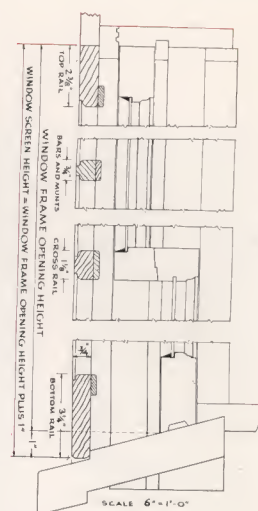 2 3/8"
TOP RAIL
3/4"
BARS AND MUNTS
1 1/8"
CROSS RAIL
3/4"
3 1/4"
BOTTOM RAIL
1"
WINDOW FRAME OPENING HEIGHT
WINDOW SCREEN HEIGHT = WINDOW FRAME OPENING HEIGHT PLUS 1"
SCALE 6" = 1'-0"